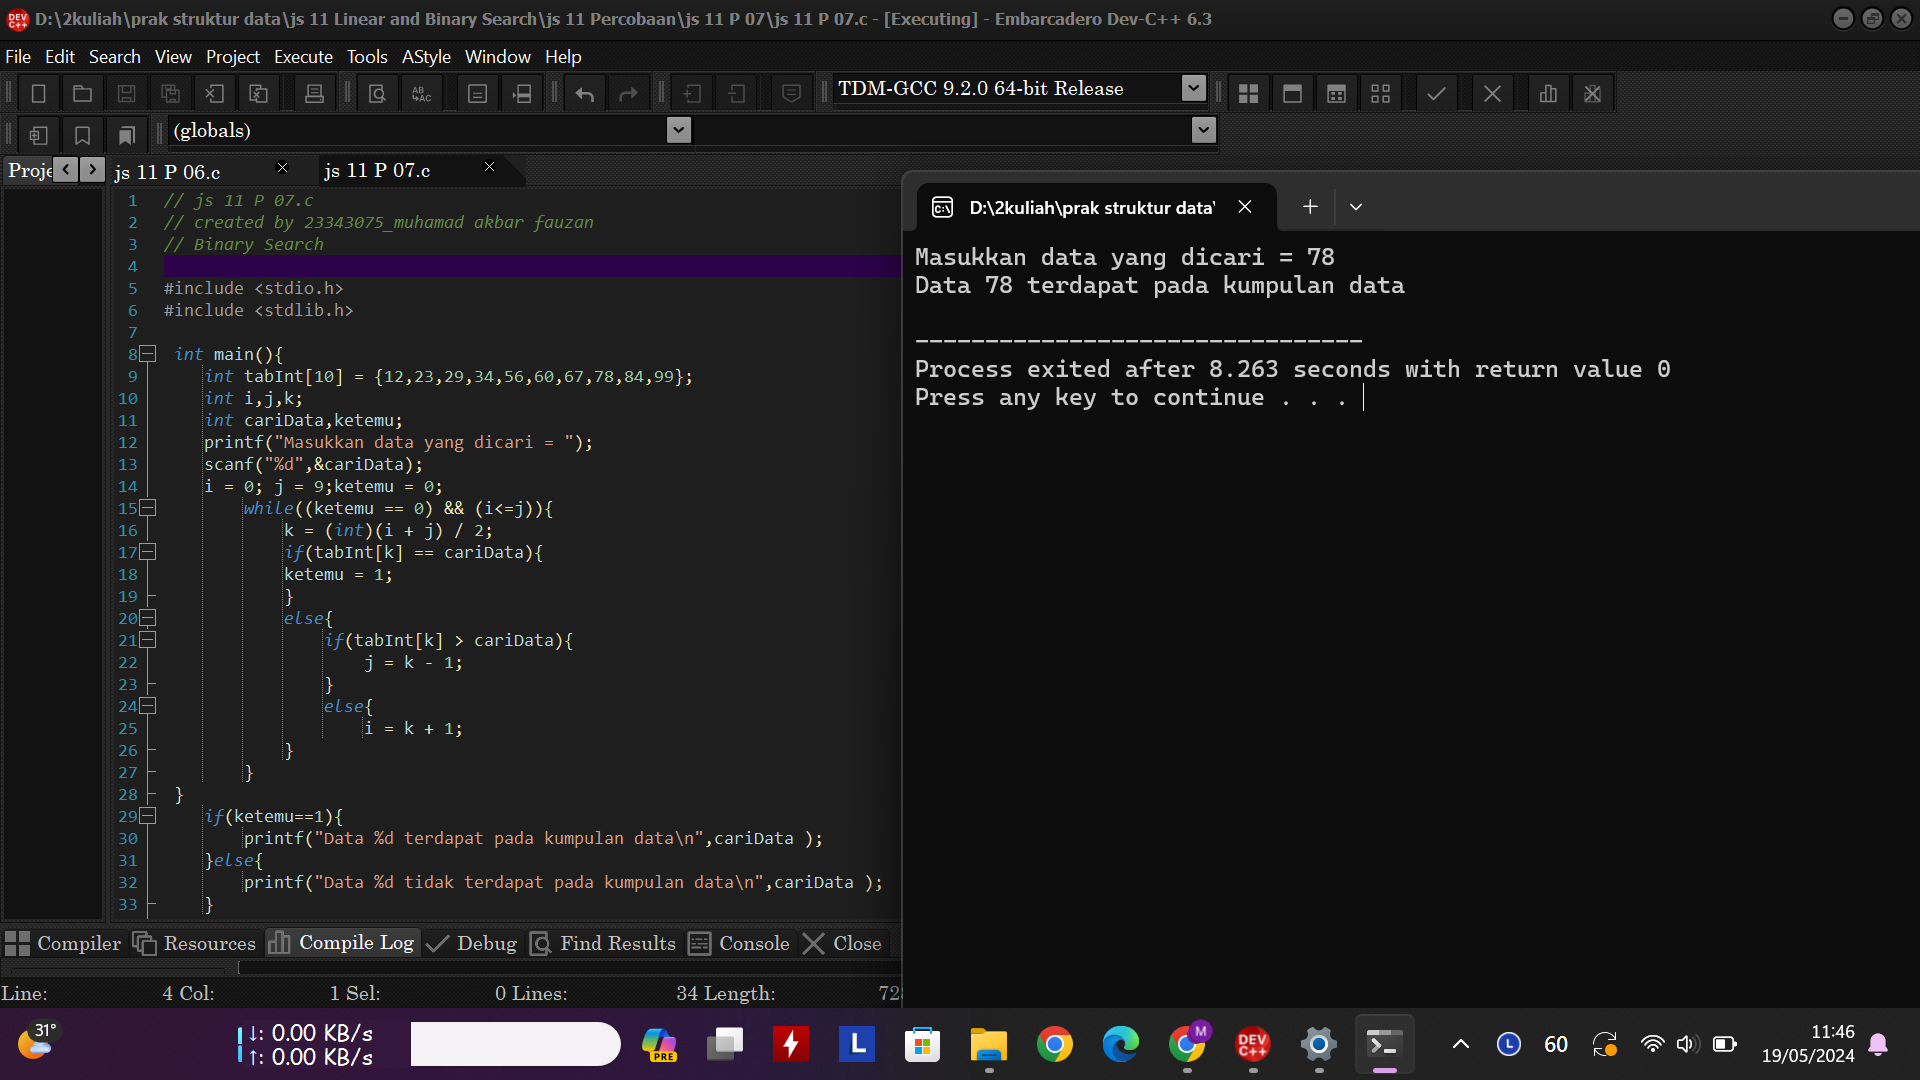 D:\2kuliah\prak struktur data\js 11 Linear and Binary Search\js 11 Percobaan\js 11 P 07\js 11 P 07.c - [Executing] - Embarcadero Dev-C++ 6.3
File Edit Search View Project Execute Tools AStyle Window Help
TDM-GCC 9.2.0 64-bit Release
(globals)
Proje js 11 P 06.c js 11 P 07.c
1 // js 11 P 07.c
2 // created by 23343075_muhamad akbar fauzan
3 // Binary Search
4
5 #include <stdio.h>
6 #include <stdlib.h>
7
8 int main(){
9 int tabInt[10] = {12,23,29,34,56,60,67,78,84,99};
10 int i,j,k;
11 int cariData,ketemu;
12 printf("Masukkan data yang dicari = ");
13 scanf("%d",&cariData);
14 i = 0; j = 9;ketemu = 0;
15 while((ketemu == 0) && (i<=j)){
16 k = (int)(i + j) / 2;
17 if(tabInt[k] == cariData){
18 ketemu = 1;
19 }
20 else{
21 if(tabInt[k] > cariData){
22 j = k - 1;
23 }
24 else{
25 i = k + 1;
26 }
27 }
28 }
29 if(ketemu==1){
30 printf("Data %d terdapat pada kumpulan data\n",cariData );
31 }else{
32 printf("Data %d tidak terdapat pada kumpulan data\n",cariData );
33 }
D:\2kuliah\prak struktur data'
Masukkan data yang dicari = 78
Data 78 terdapat pada kumpulan data
--------------------------------
Process exited after 8.263 seconds with return value 0
Press any key to continue . . .
Compiler Resources Compile Log Debug Find Results Console Close
Line: 4 Col: 1 Sel: 0 Lines: 34 Length:
31°
↓: 0.00 KB/s
↑: 0.00 KB/s
PRE
L
M
DEV C++
L
60
11:46
19/05/2024